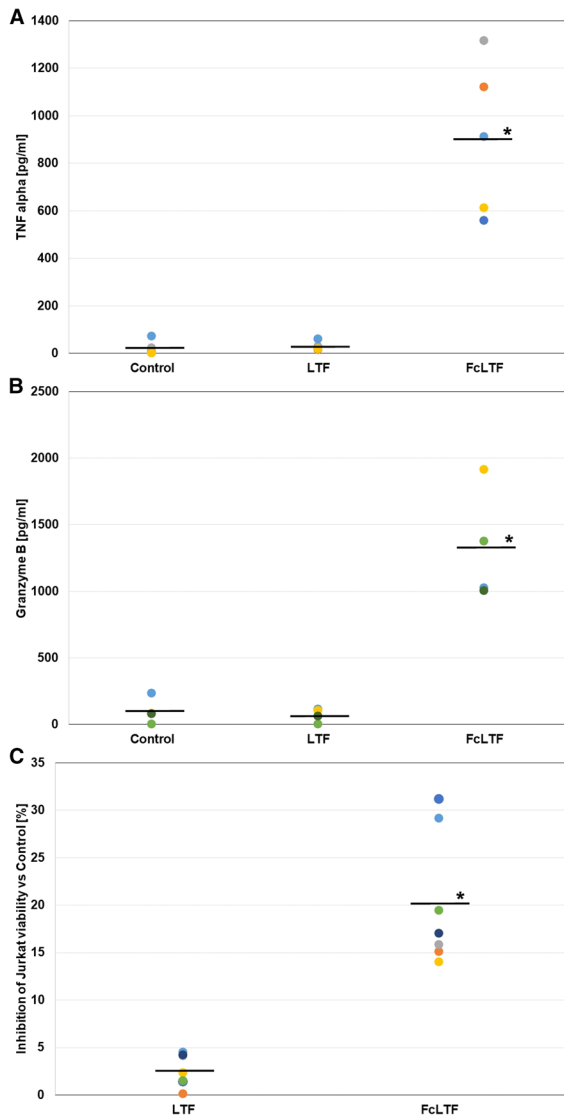 A
1400
1200
1000
800
600
400
200
0
TNF alpha [pg/ml]
*
Control LTF FcLTF
B
2500
2000
1500
1000
500
0
Granzyme B [pg/ml]
*
Control LTF FcLTF
C
35
30
25
20
15
10
5
0
Inhibition of Jurkat viability vs Control [%]
*
LTF FcLTF